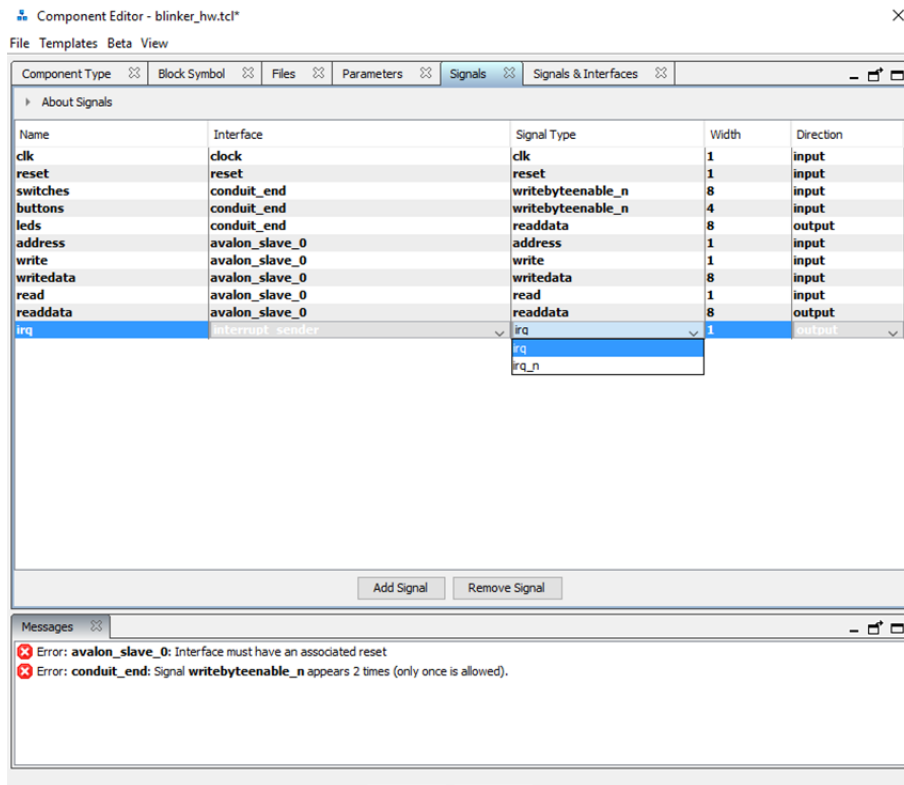 Component Editor - blinker_hw.tcl*
File Templates Beta View
Component Type Block Symbol Files Parameters Signals Signals & Interfaces
About Signals
Name Interface Signal Type Width Direction
clk clock clk 1 input
reset reset reset 1 input
switches conduit_end writebyteenable_n 8 input
buttons conduit_end writebyteenable_n 4 input
leds conduit_end readdata 8 output
address avalon_slave_0 address 1 input
write avalon_slave_0 write 1 input
writedata avalon_slave_0 writedata 8 input
read avalon_slave_0 read 1 input
readdata avalon_slave_0 readdata 8 output
irq interrupt_sender irq 1 output
irq
irq_n
Add Signal Remove Signal
Messages
Error: avalon_slave_0: Interface must have an associated reset
Error: conduit_end: Signal writebyteenable_n appears 2 times (only once is allowed).